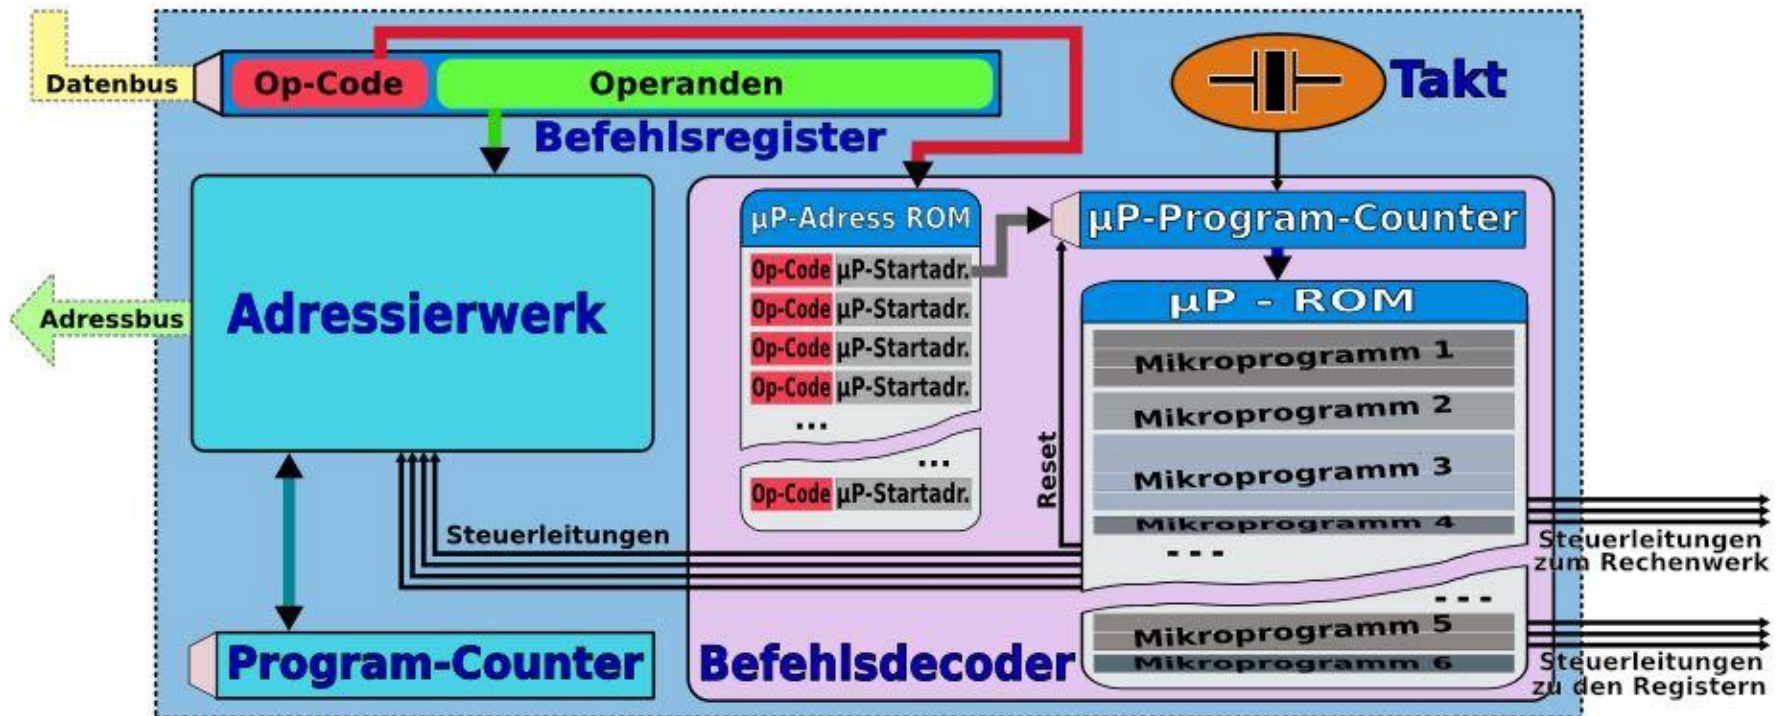 Datenbus
Op-Code
Operanden
Befehlsregister
Takt
Adressierwerk
Adressbus
µP-Adress ROM
Op-Code µP-Startadr.
Op-Code µP-Startadr.
Op-Code µP-Startadr.
Op-Code µP-Startadr.
...
...
Op-Code µP-Startadr.
µP-Program-Counter
µP - ROM
Mikroprogramm 1
Mikroprogramm 2
Mikroprogramm 3
Mikroprogramm 4
- - -
- - -
Mikroprogramm 5
Mikroprogramm 6
Reset
Steuerleitungen
Steuerleitungen
zum Rechenwerk
Steuerleitungen
zu den Registern
Program-Counter
Befehlsdecoder